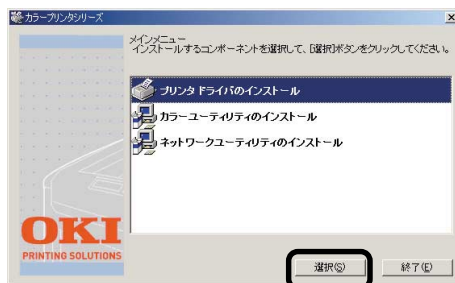 カラープリンタシリーズ
メインメニュー
インストールするコンポーネントを選択して、[選択]ボタンをクリックしてください。
プリンタ ドライバのインストール
カラーユーティリティのインストール
ネットワークユーティリティのインストール
OKI
PRINTING SOLUTIONS
選択(S)
終了(E)